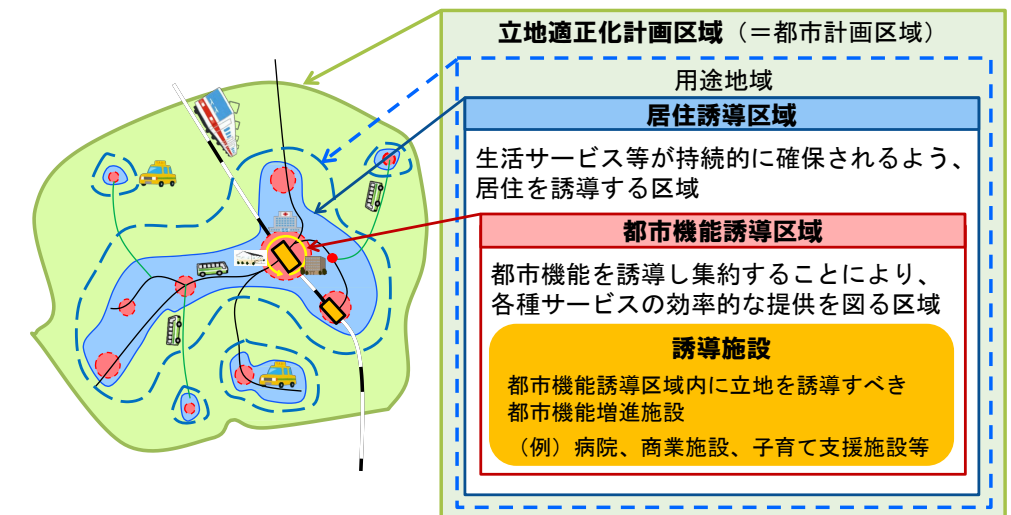 立地適正化計画区域（＝都市計画区域）
用途地域
居住誘導区域
生活サービス等が持続的に確保されるよう、
居住を誘導する区域
都市機能誘導区域
都市機能を誘導し集約することにより、
各種サービスの効率的な提供を図る区域
誘導施設
都市機能誘導区域内に立地を誘導すべき
都市機能増進施設
（例）病院、商業施設、子育て支援施設等